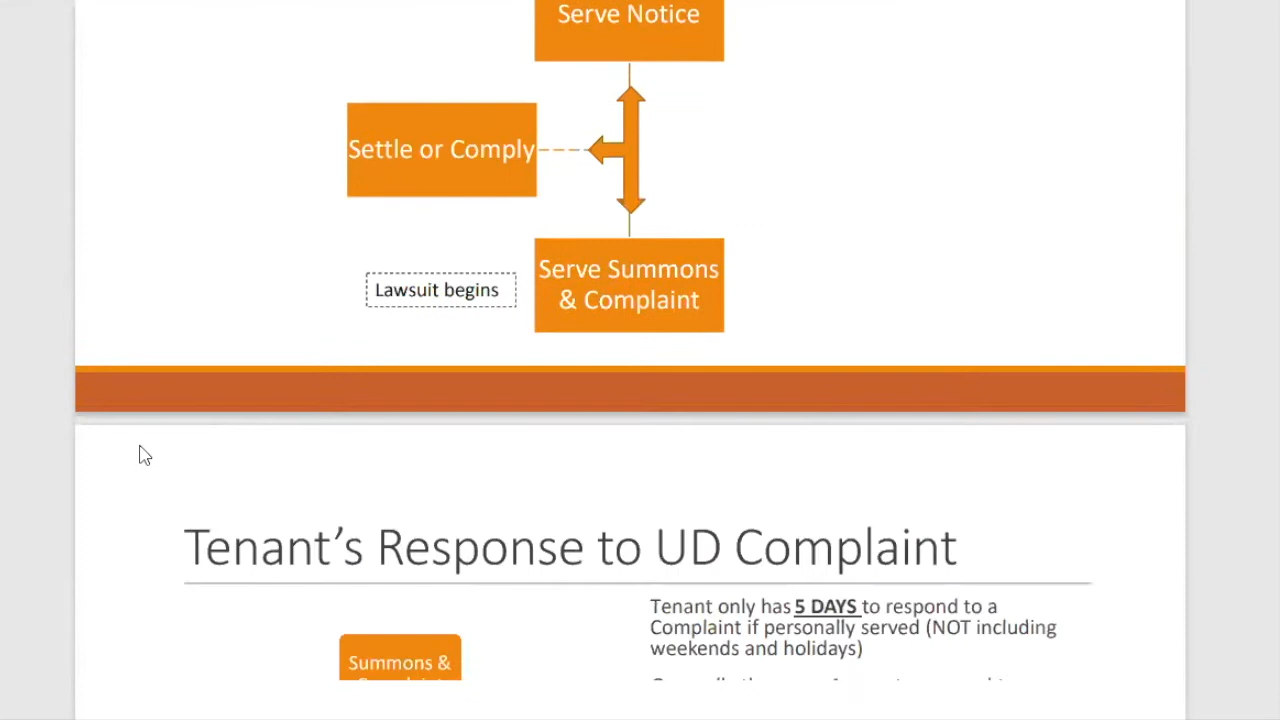 Serve Notice
Settle or Comply
Serve Summons
& Complaint
Lawsuit begins
Tenant’s Response to UD Complaint
Tenant only has 5 DAYS to respond to a
Complaint if personally served (NOT including
weekends and holidays)
Summons &